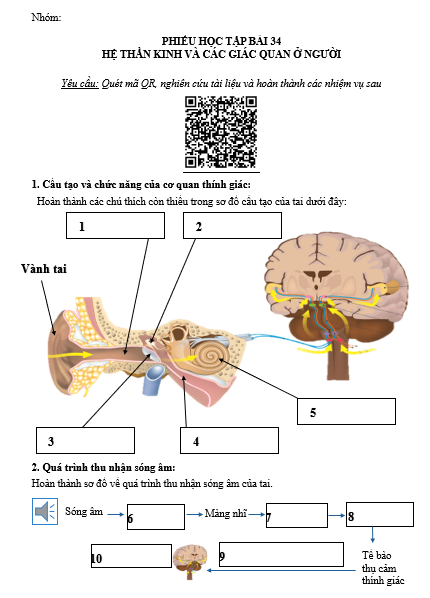 Nhóm:
PHIẾU HỌC TẬP BÀI 34
HỆ THẦN KINH VÀ CÁC GIÁC QUAN Ở NGƯỜI
Yêu cầu: Quét mã QR, nghiên cứu tài liệu và hoàn thành các nhiệm vụ sau
1. Cấu tạo và chức năng của cơ quan thính giác:
Hoàn thành các chú thích còn thiếu trong sơ đồ cấu tạo của tai dưới đây:
1
2
Vành tai
5
3
4
2. Quá trình thu nhận sóng âm:
Hoàn thành sơ đồ về quá trình thu nhận sóng âm của tai.
Sóng âm
6
Màng nhĩ
7
8
10
9
Tế bào
thụ cảm
thính giác